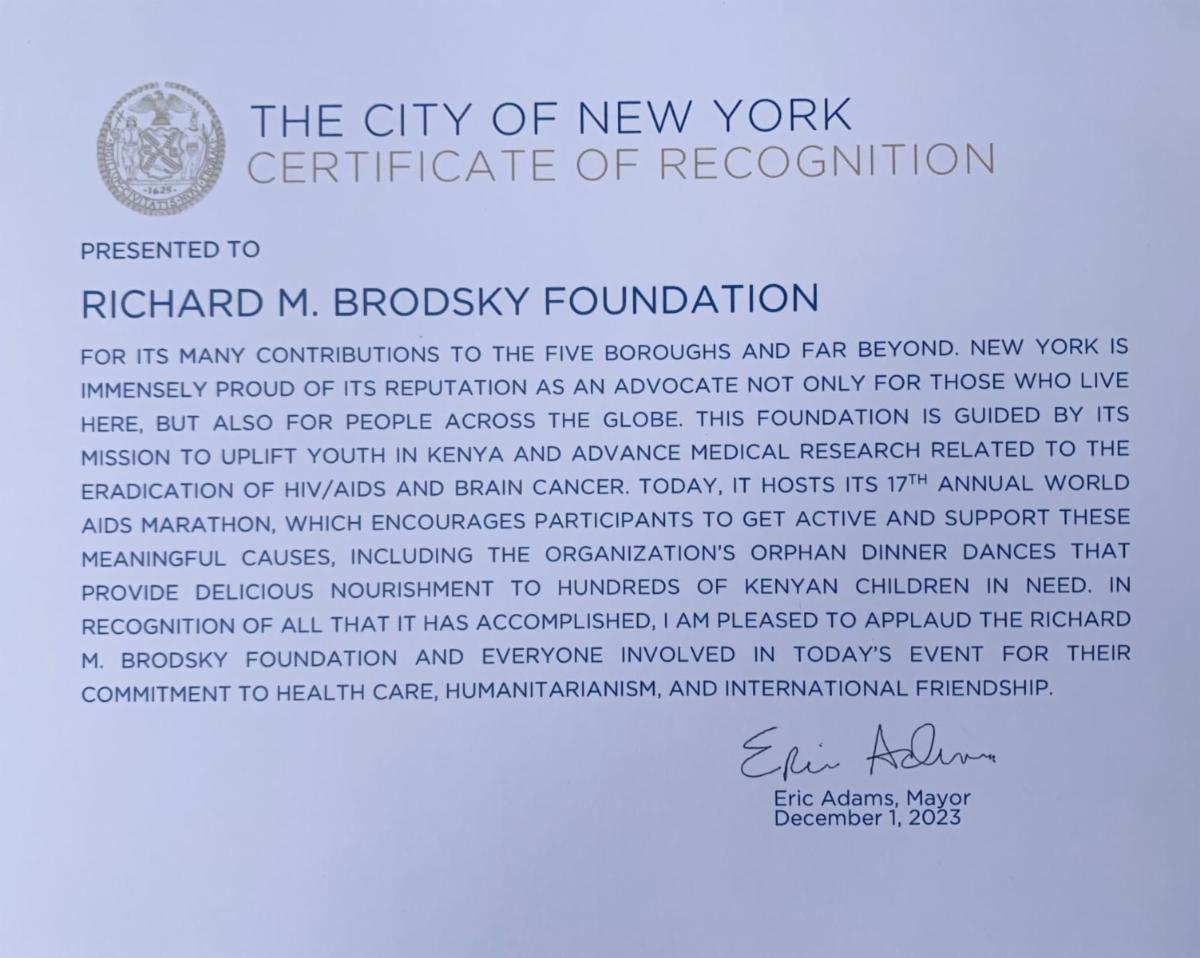 THE CITY OF NEW YORK
CERTIFICATE OF RECOGNITION
·1625·
PRESENTED TO
RICHARD M. BRODSKY FOUNDATION
FOR ITS MANY CONTRIBUTIONS TO THE FIVE BOROUGHS AND FAR BEYOND. NEW YORK IS
IMMENSELY PROUD OF ITS REPUTATION AS AN ADVOCATE NOT ONLY FOR THOSE WHO LIVE
HERE, BUT ALSO FOR PEOPLE ACROSS THE GLOBE. THIS FOUNDATION IS GUIDED BY ITS
MISSION TO UPLIFT YOUTH IN KENYA AND ADVANCE MEDICAL RESEARCH RELATED TO THE
ERADICATION OF HIV/AIDS AND BRAIN CANCER. TODAY, IT HOSTS ITS 17TH ANNUAL WORLD
AIDS MARATHON, WHICH ENCOURAGES PARTICIPANTS TO GET ACTIVE AND SUPPORT THESE
MEANINGFUL CAUSES, INCLUDING THE ORGANIZATION'S ORPHAN DINNER DANCES THAT
PROVIDE DELICIOUS NOURISHMENT TO HUNDREDS OF KENYAN CHILDREN IN NEED. IN
RECOGNITION OF ALL THAT IT HAS ACCOMPLISHED, I AM PLEASED TO APPLAUD THE RICHARD
M. BRODSKY FOUNDATION AND EVERYONE INVOLVED IN TODAY'S EVENT FOR THEIR
COMMITMENT TO HEALTH CARE, HUMANITARIANISM, AND INTERNATIONAL FRIENDSHIP.
Eric Adams
Eric Adams, Mayor
December 1, 2023